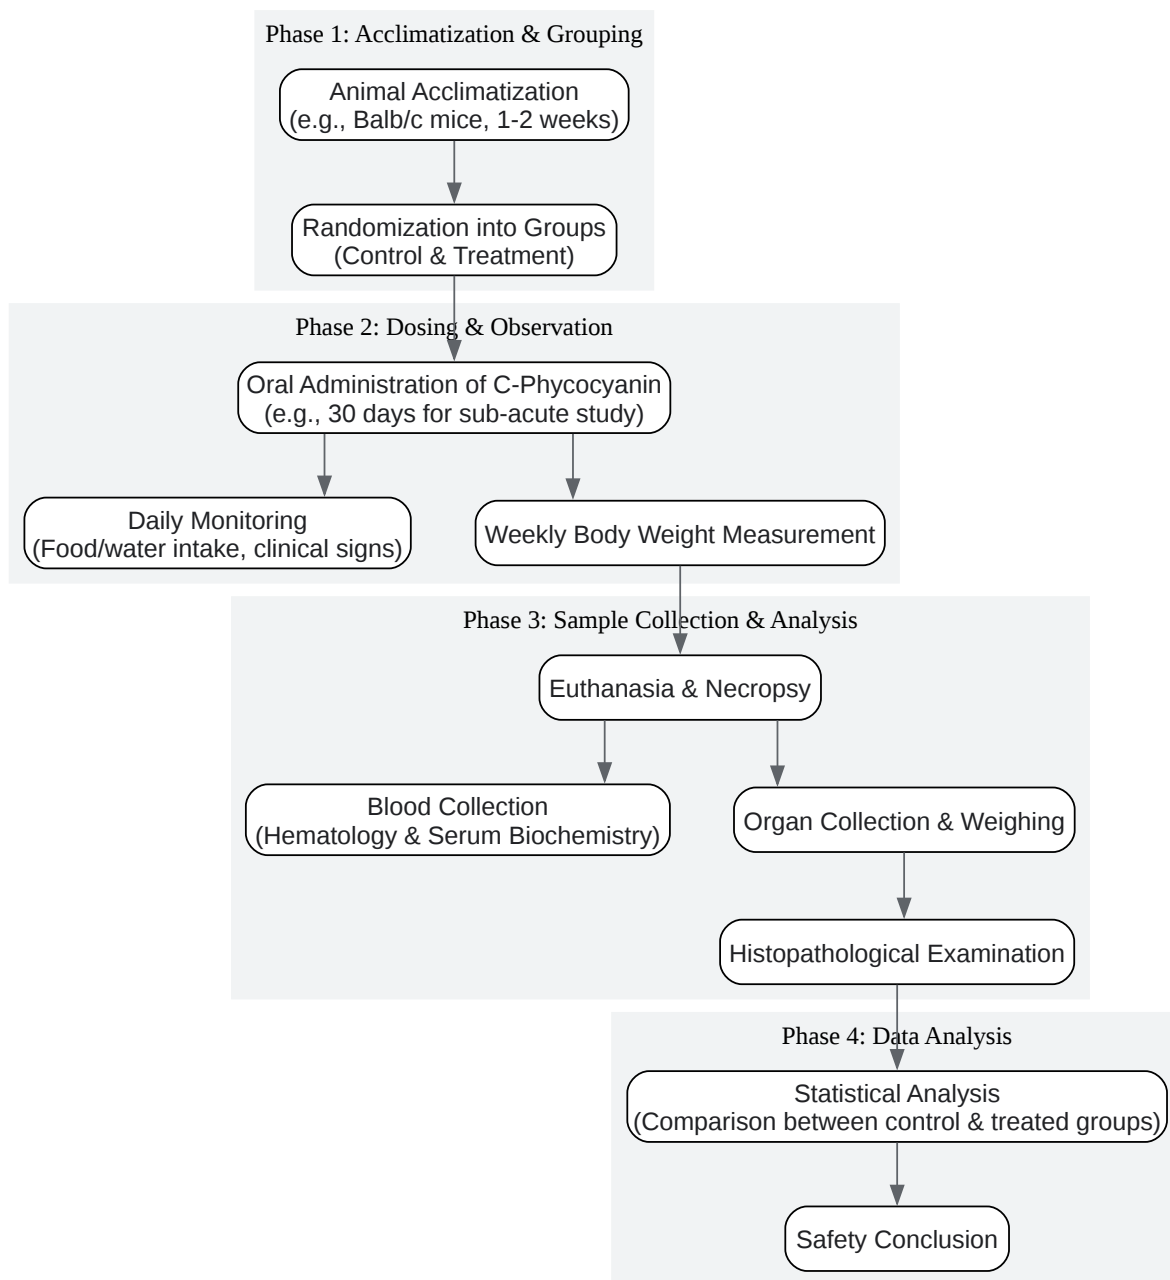 Phase 1: Acclimatization & Grouping
Animal Acclimatization
(e.g., Balb/c mice, 1-2 weeks)
Randomization into Groups
(Control & Treatment)
Phase 2: Dosing & Observation
Oral Administration of C-Phycocyanin
(e.g., 30 days for sub-acute study)
Daily Monitoring
(Food/water intake, clinical signs)
Weekly Body Weight Measurement
Phase 3: Sample Collection & Analysis
Euthanasia & Necropsy
Blood Collection
(Hematology & Serum Biochemistry)
Organ Collection & Weighing
Histopathological Examination
Phase 4: Data Analysis
Statistical Analysis
(Comparison between control & treated groups)
Safety Conclusion